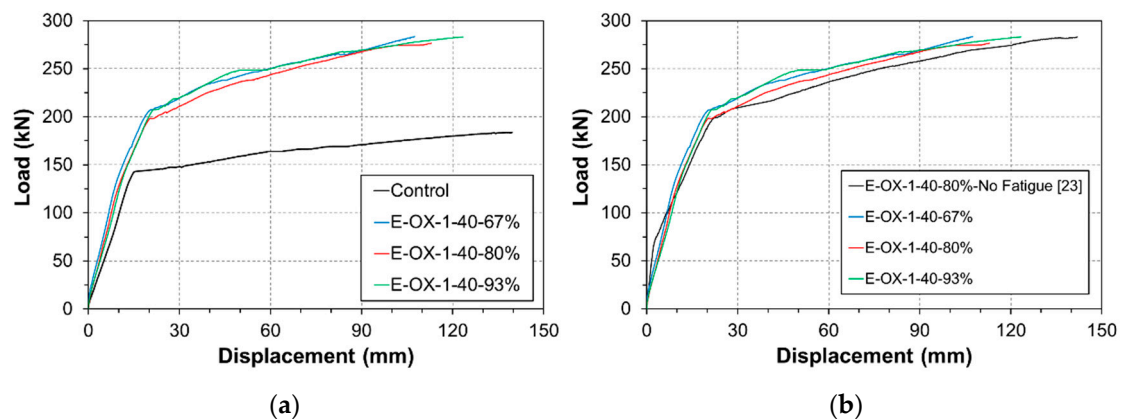 300
250
200
150
100
50
0
Load (kN)
Control
E-OX-1-40-67%
E-OX-1-40-80%
E-OX-1-40-93%
0 30 60 90 120 150
Displacement (mm)
(a)
300
250
200
150
100
50
0
Load (kN)
E-OX-1-40-80%-No Fatigue [23]
E-OX-1-40-67%
E-OX-1-40-80%
E-OX-1-40-93%
0 30 60 90 120 150
Displacement (mm)
(b)